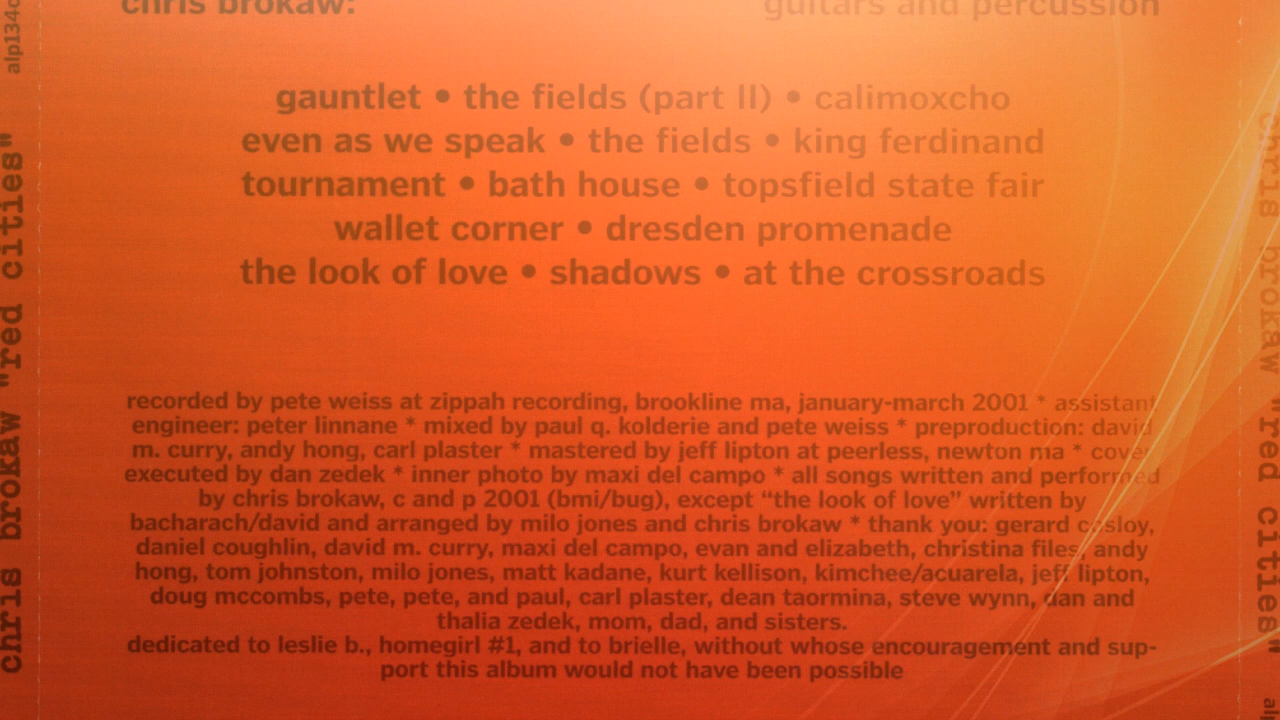 chris brokaw: guitars and percussion
gauntlet • the fields (part II) • calimoxcho
even as we speak • the fields • king ferdinand
tournament • bath house • topsfield state fair
wallet corner • dresden promenade
the look of love • shadows • at the crossroads
recorded by pete weiss at zippah recording, brookline ma, january-march 2001 * assistant
engineer: peter linnane * mixed by paul q. kolderie and pete weiss * preproduction: david
m. curry, andy hong, carl plaster * mastered by jeff lipton at peerless, newton ma * cover
executed by dan zedek * inner photo by maxi del campo * all songs written and performed
by chris brokaw, c and p 2001 (bmi/bug), except “the look of love” written by
bacharach/david and arranged by milo jones and chris brokaw * thank you: gerard cosloy,
daniel coughlin, david m. curry, maxi del campo, evan and elizabeth, christina files, andy
hong, tom johnston, milo jones, matt kadane, kurt kellison, kimchee/acuarela, jeff lipton,
doug mccombs, pete, pete, and paul, carl plaster, dean taormina, steve wynn, dan and
thalia zedek, mom, dad, and sisters.
dedicated to leslie b., homegirl #1, and to brielle, without whose encouragement and sup-
port this album would not have been possible
chris brokaw "red cities"
chris brokaw "red cities"